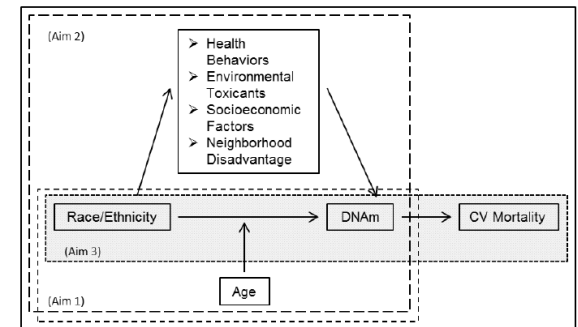 (Aim 2)
➢ Health
Behaviors
➢ Environmental
Toxicants
➢ Socioeconomic
Factors
➢ Neighborhood
Disadvantage
Race/Ethnicity
DNAm
CV Mortality
(Aim 3)
Age
(Aim 1)